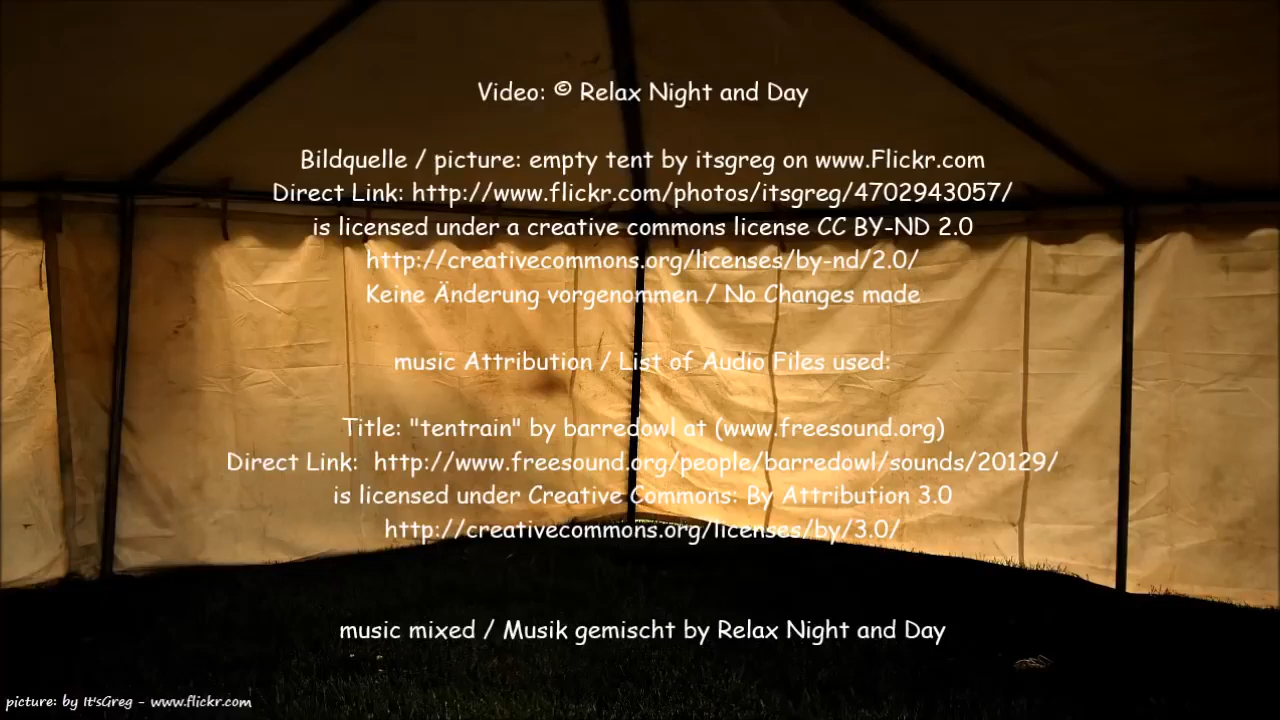 Video: © Relax Night and Day
Bildquelle / picture: empty tent by itsgreg on www.Flickr.com
Direct Link: http://www.flickr.com/photos/itsgreg/4702943057/
is licensed under a creative commons license CC BY-ND 2.0
http://creativecommons.org/licenses/by-nd/2.0/
Keine Änderung vorgenommen / No Changes made
music Attribution / List of Audio Files used:
Title: "tentrain" by barredowl at (www.freesound.org)
Direct Link: http://www.freesound.org/people/barredowl/sounds/20129/
is licensed under Creative Commons: By Attribution 3.0
http://creativecommons.org/licenses/by/3.0/
music mixed / Musik gemischt by Relax Night and Day
picture: by It'sGreg - www.flickr.com